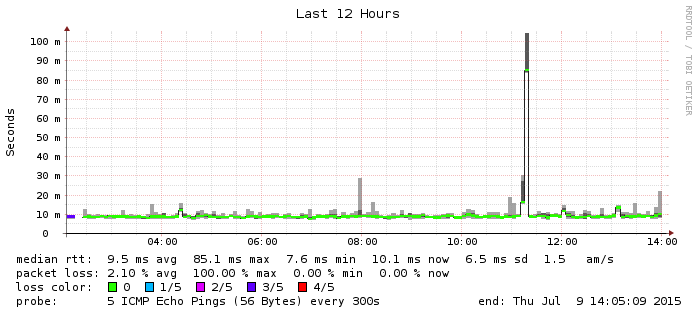 Last 12 Hours
RRDTOOL / TOBI OETIKER
Seconds
100 m
90 m
80 m
70 m
60 m
50 m
40 m
30 m
20 m
10 m
0
04:00 06:00 08:00 10:00 12:00 14:00
median rtt: 9.5 ms avg 85.1 ms max 7.6 ms min 10.1 ms now 6.5 ms sd 1.5 am/s
packet loss: 2.10 % avg 100.00 % max 0.00 % min 0.00 % now
loss color: 0 1/5 2/5 3/5 4/5
probe: 5 ICMP Echo Pings (56 Bytes) every 300s end: Thu Jul 9 14:05:09 2015